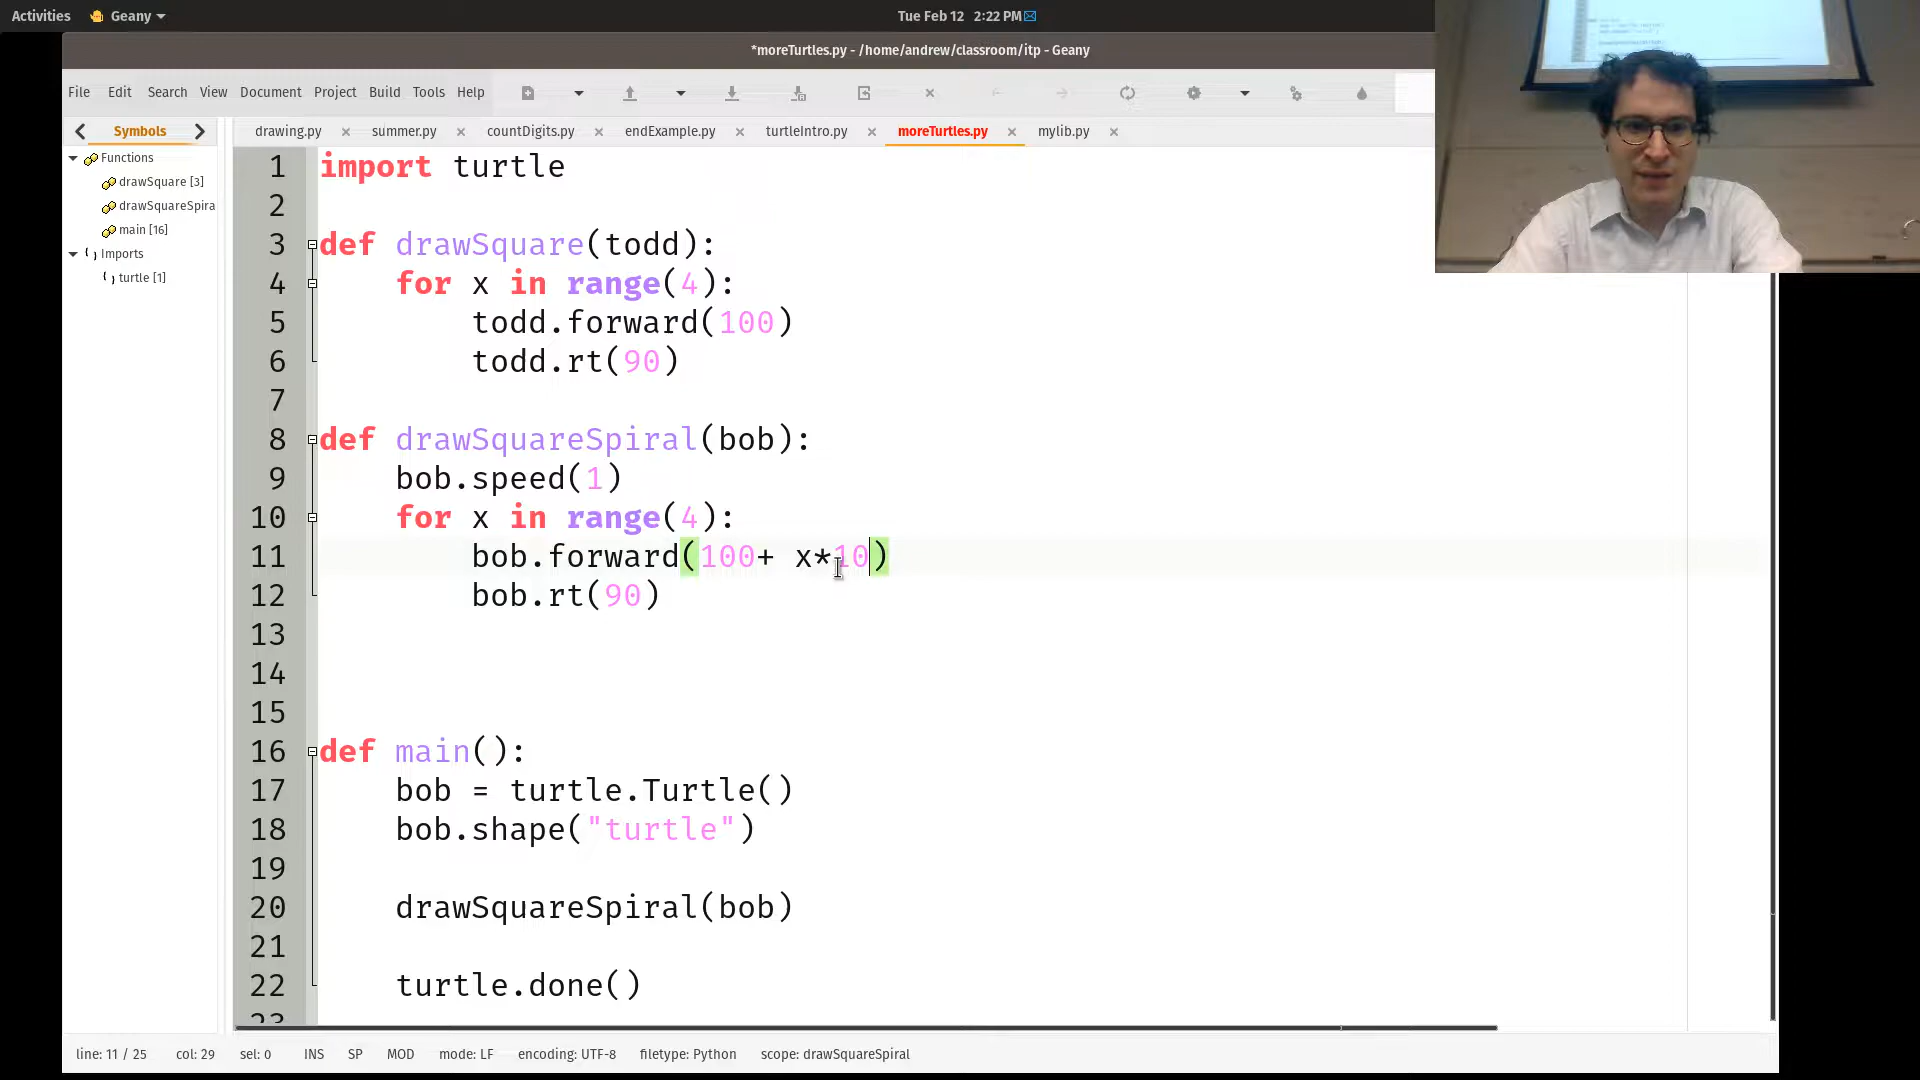 Activities Geany Tue Feb 12 2:22 PM
*moreTurtles.py - /home/andrew/classroom/itp - Geany
File Edit Search View Document Project Build Tools Help
Symbols drawing.py summer.py countDigits.py endExample.py turtleIntro.py moreTurtles.py mylib.py
Functions
drawSquare [3]
drawSquareSpira
main [16]
Imports
turtle [1]
1 import turtle
2
3 def drawSquare(todd):
4 for x in range(4):
5 todd.forward(100)
6 todd.rt(90)
7
8 def drawSquareSpiral(bob):
9 bob.speed(1)
10 for x in range(4):
11 bob.forward(100+ x*10)
12 bob.rt(90)
13
14
15
16 def main():
17 bob = turtle.Turtle()
18 bob.shape("turtle")
19
20 drawSquareSpiral(bob)
21
22 turtle.done()
23
line: 11 / 25 col: 29 sel: 0 INS SP MOD mode: LF encoding: UTF-8 filetype: Python scope: drawSquareSpiral